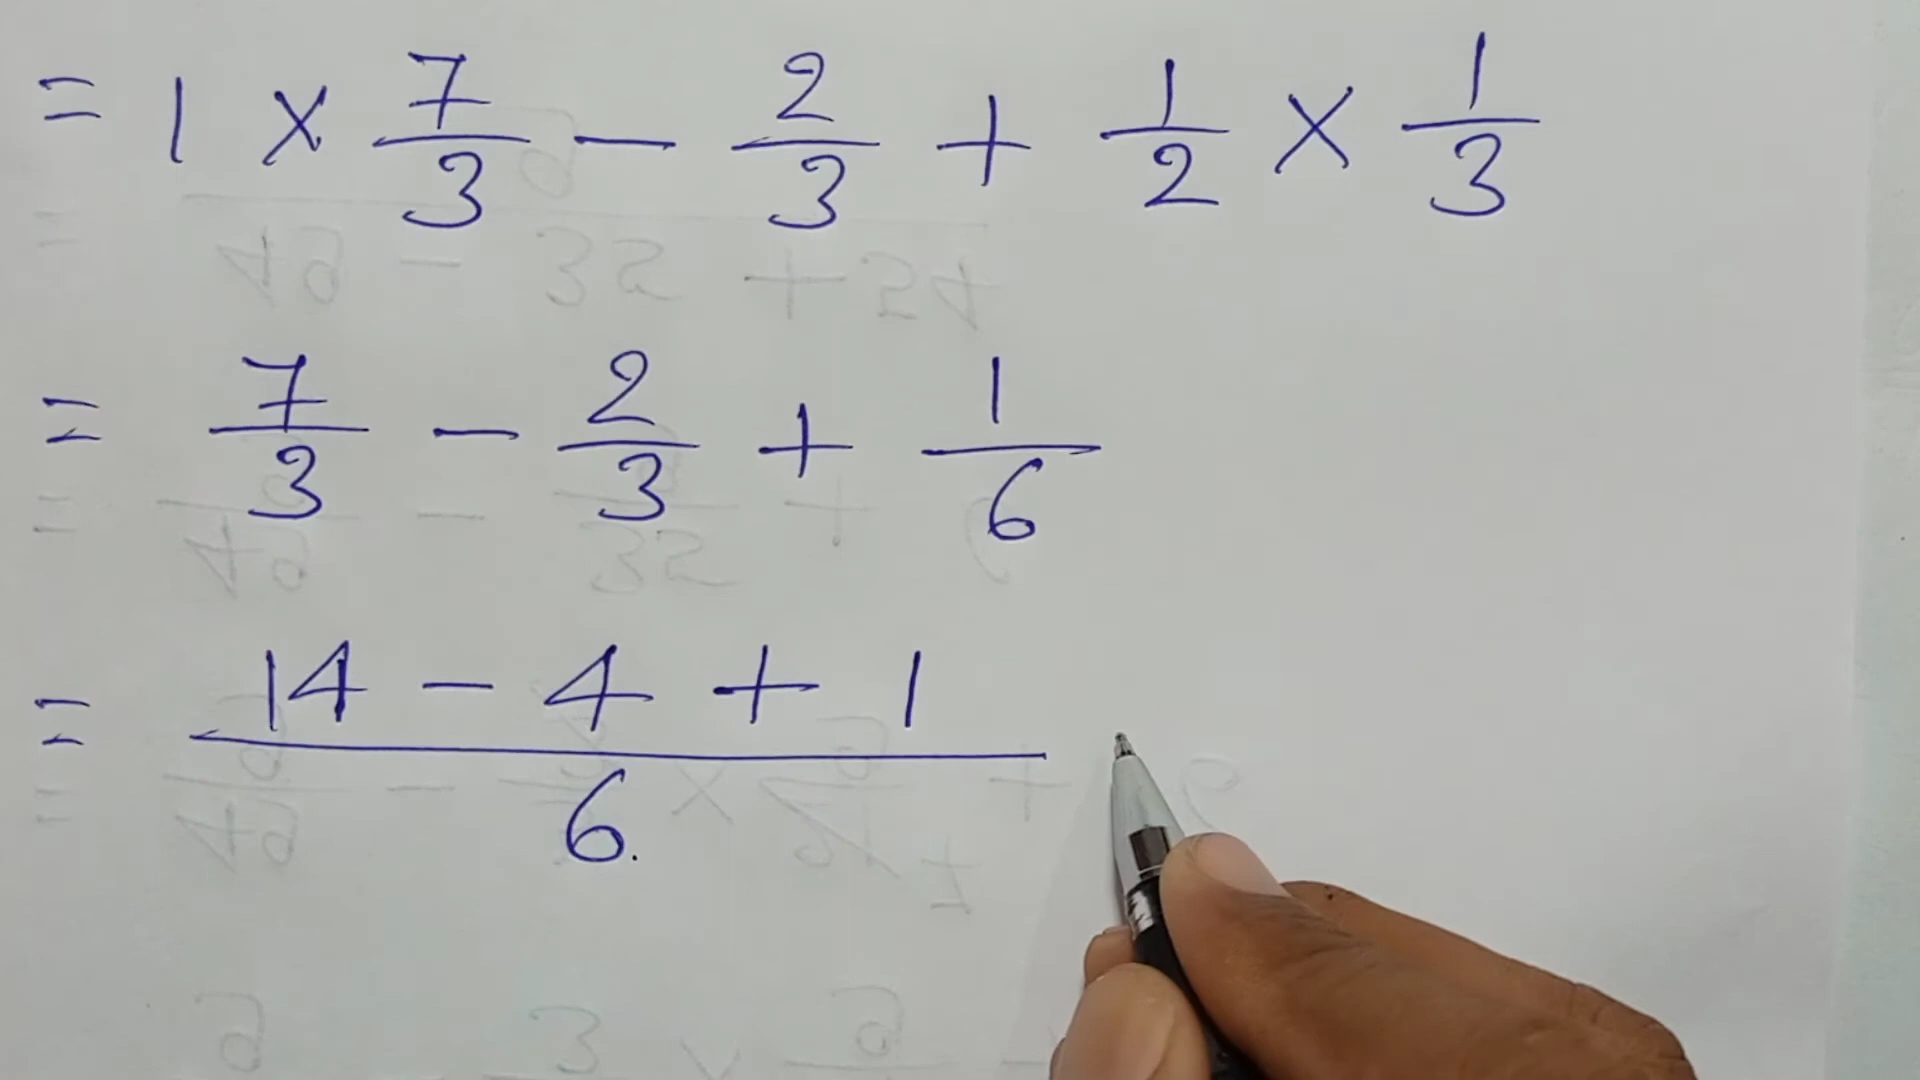 = 1 × 7/3 - 2/3 + 1/2 × 1/3
= 7/3 - 2/3 + 1/6
= 14 - 4 + 1 / 6.